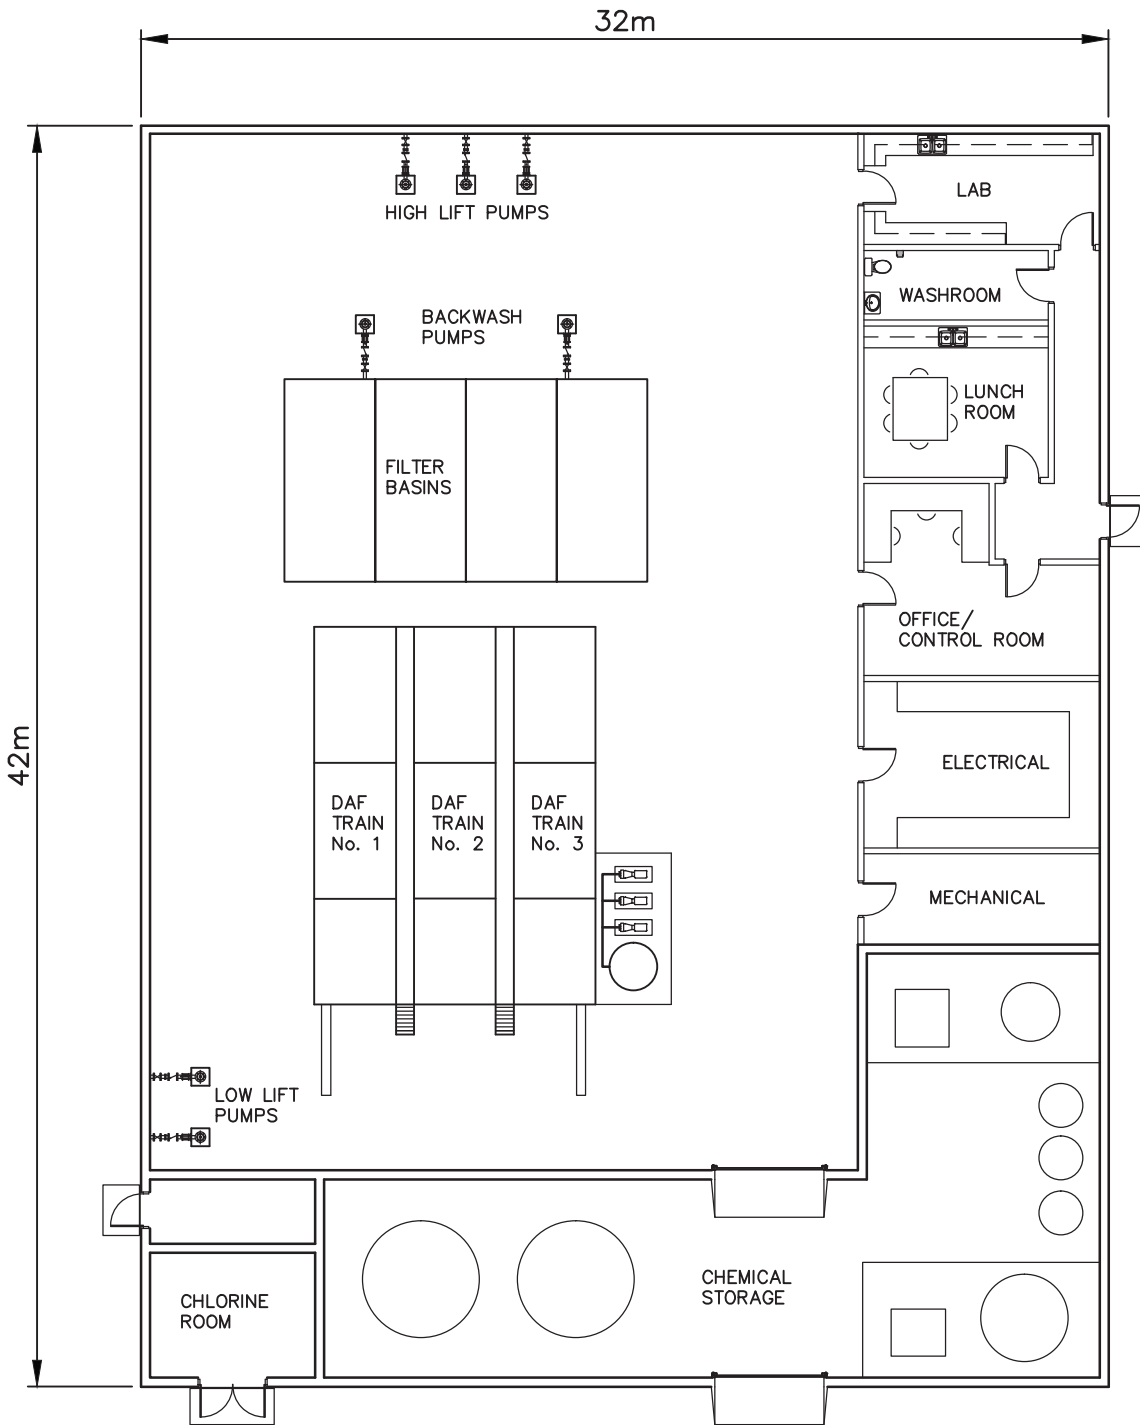 32m
HIGH LIFT PUMPS
LAB
WASHROOM
BACKWASH
PUMPS
LUNCH
ROOM
FILTER
BASINS
OFFICE/
CONTROL ROOM
42m
ELECTRICAL
DAF
TRAIN
No. 1
DAF
TRAIN
No. 2
DAF
TRAIN
No. 3
MECHANICAL
LOW LIFT
PUMPS
CHEMICAL
STORAGE
CHLORINE
ROOM